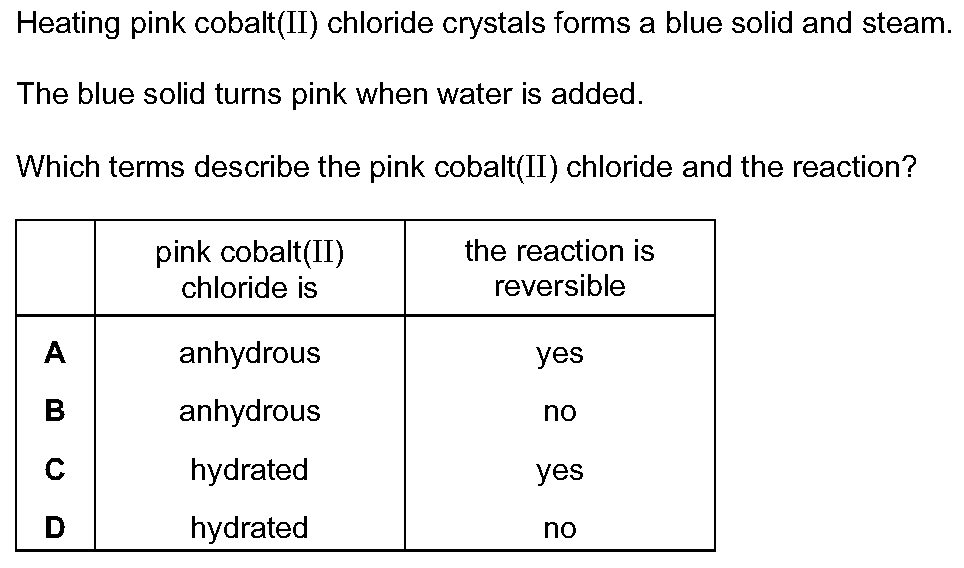 Heating pink cobalt(II) chloride crystals forms a blue solid and steam.
The blue solid turns pink when water is added.
Which terms describe the pink cobalt(II) chloride and the reaction?
pink cobalt(II) chloride is
the reaction is reversible
A anhydrous yes
B anhydrous no
C hydrated yes
D hydrated no